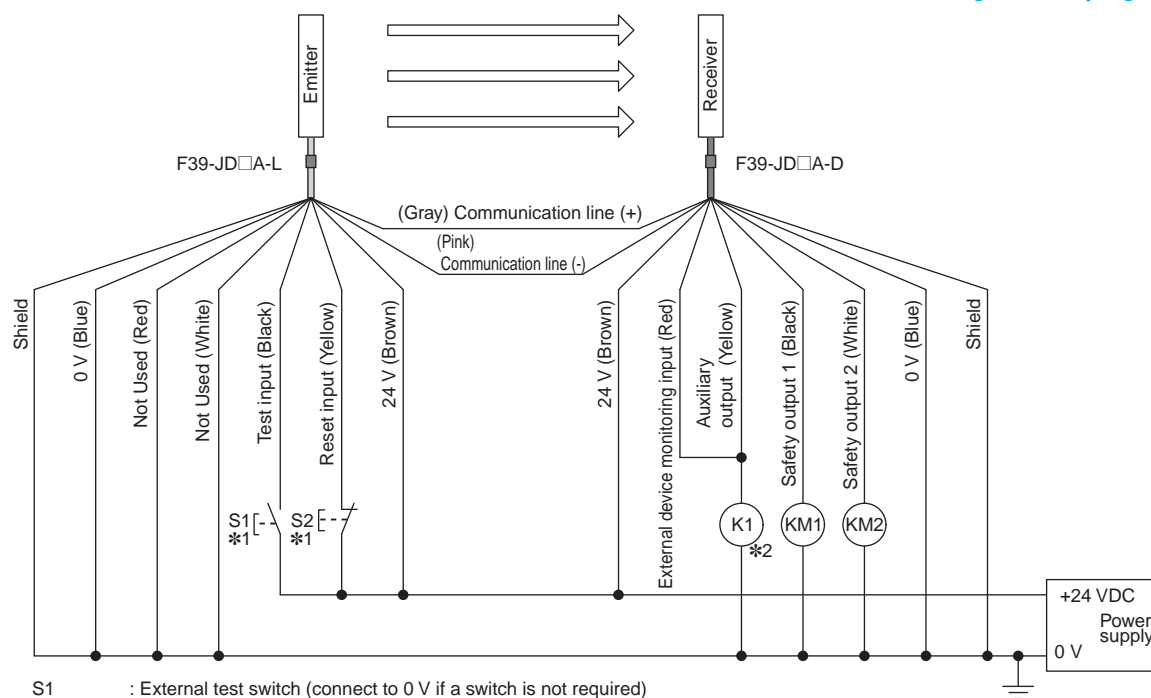 Emitter
Receiver
F39-JD□A-L
F39-JD□A-D
(Gray) Communication line (+)
(Pink)
Communication line (-)
Shield
0 V (Blue)
Not Used (Red)
Not Used (White)
Test input (Black)
Reset input (Yellow)
24 V (Brown)
24 V (Brown)
External device monitoring input (Red)
Auxiliary
output (Yellow)
Safety output 1 (Black)
Safety output 2 (White)
0 V (Blue)
Shield
S1
*1
S2
*1
K1
*2
KM1
KM2
+24 VDC
Power
supply
0 V
S1 : External test switch (connect to 0 V if a switch is not required)